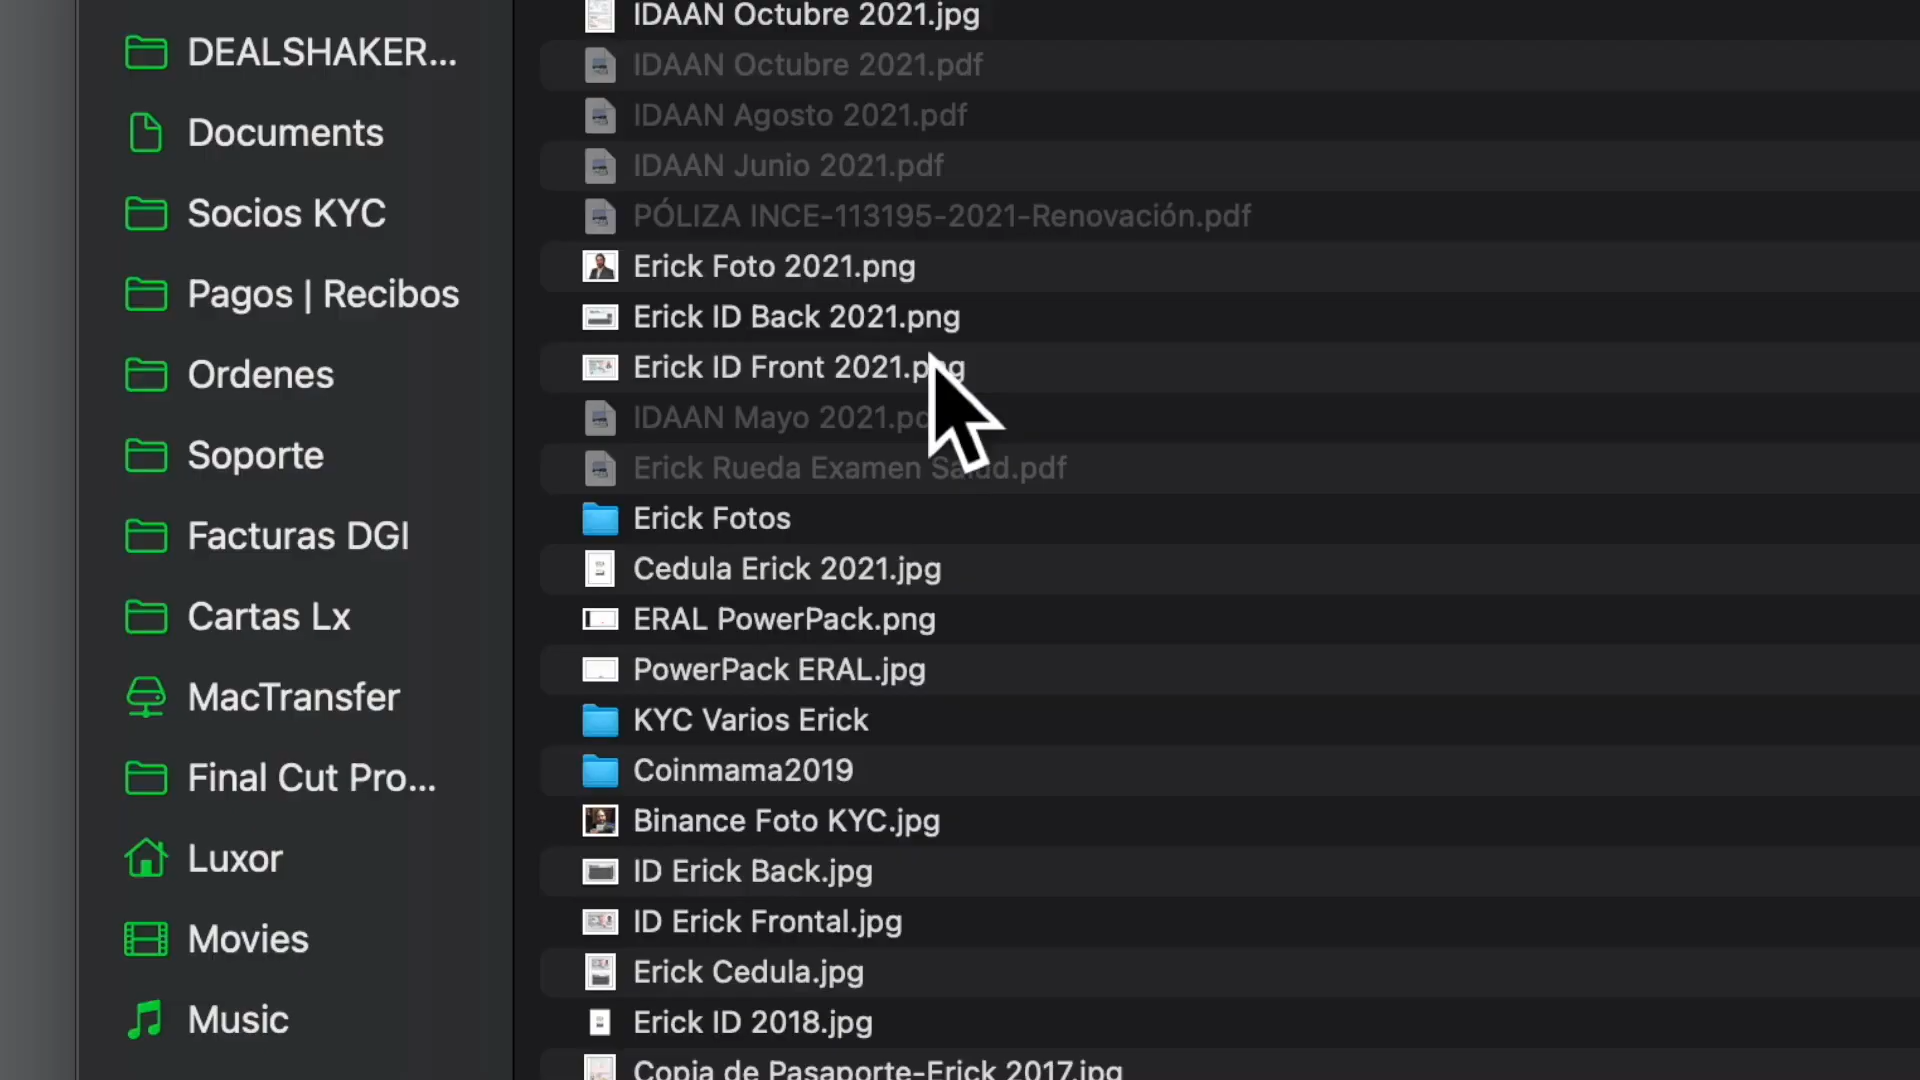 DEALSHAKER...
Documents
Socios KYC
Pagos | Recibos
Ordenes
Soporte
Facturas DGI
Cartas Lx
MacTransfer
Final Cut Pro...
Luxor
Movies
Music
IDAAN Octubre 2021.jpg
IDAAN Octubre 2021.pdf
IDAAN Agosto 2021.pdf
IDAAN Junio 2021.pdf
PÓLIZA INCE-113195-2021-Renovación.pdf
Erick Foto 2021.png
Erick ID Back 2021.png
Erick ID Front 2021.png
IDAAN Mayo 2021.pdf
Erick Rueda Examen Salud.pdf
Erick Fotos
Cedula Erick 2021.jpg
ERAL PowerPack.png
PowerPack ERAL.jpg
KYC Varios Erick
Coinmama2019
Binance Foto KYC.jpg
ID Erick Back.jpg
ID Erick Frontal.jpg
Erick Cedula.jpg
Erick ID 2018.jpg
Copia de Pasaporte-Erick 2017.jpg